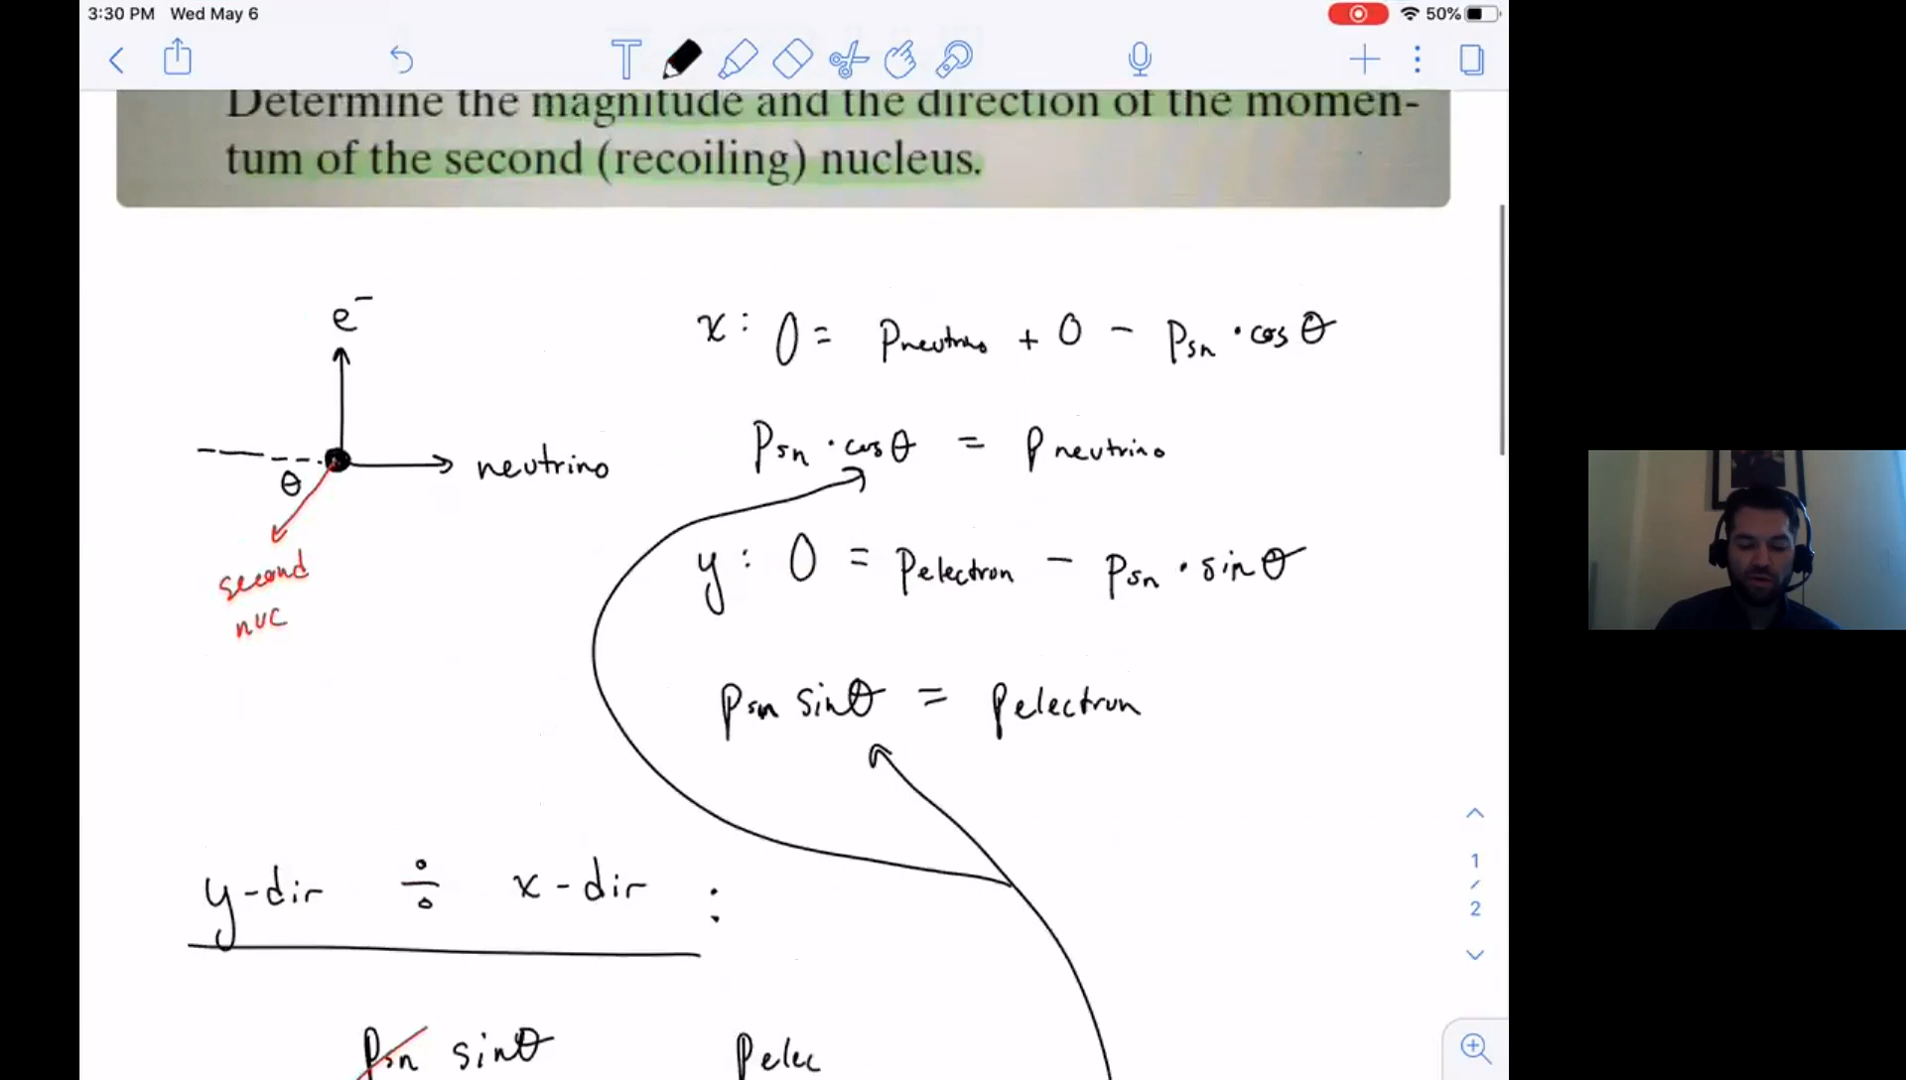 3:30 PM Wed May 6
50%
Determine the magnitude and the direction of the momen-
tum of the second (recoiling) nucleus.
e⁻
x: 0 = Pneutrino + 0 - Psn · cos θ
Psn · cos θ = Pneutrino
neutrino
θ
second
nuc
y: 0 = Pelectron - Psn · sin θ
Psn sin θ = Pelectron
y-dir ÷ x-dir :
Psn sin θ Pelec
1
/
2